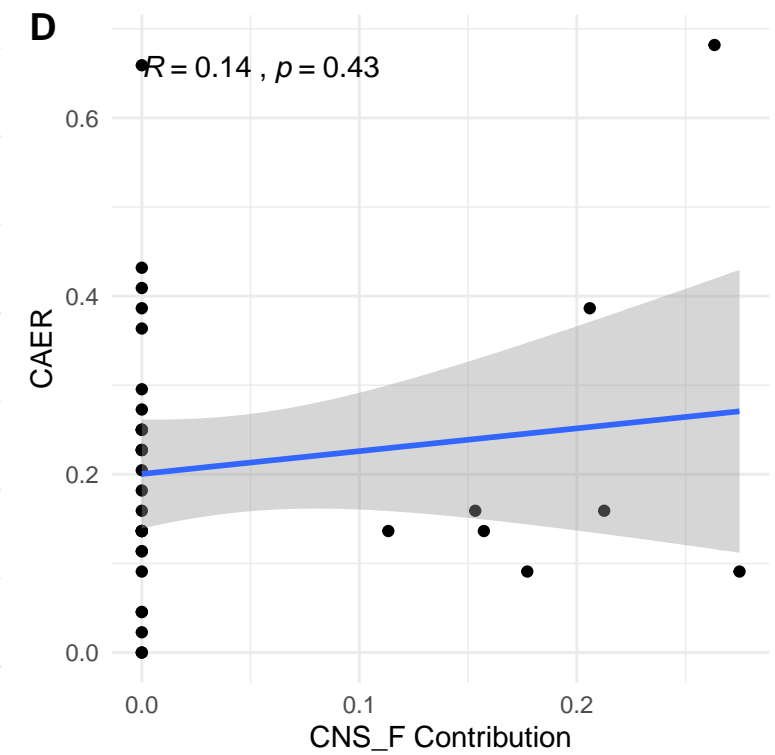 D
R = 0.14 , p = 0.43
0.6
0.4
0.2
0.0
CAER
0.0 0.1 0.2
CNS_F Contribution